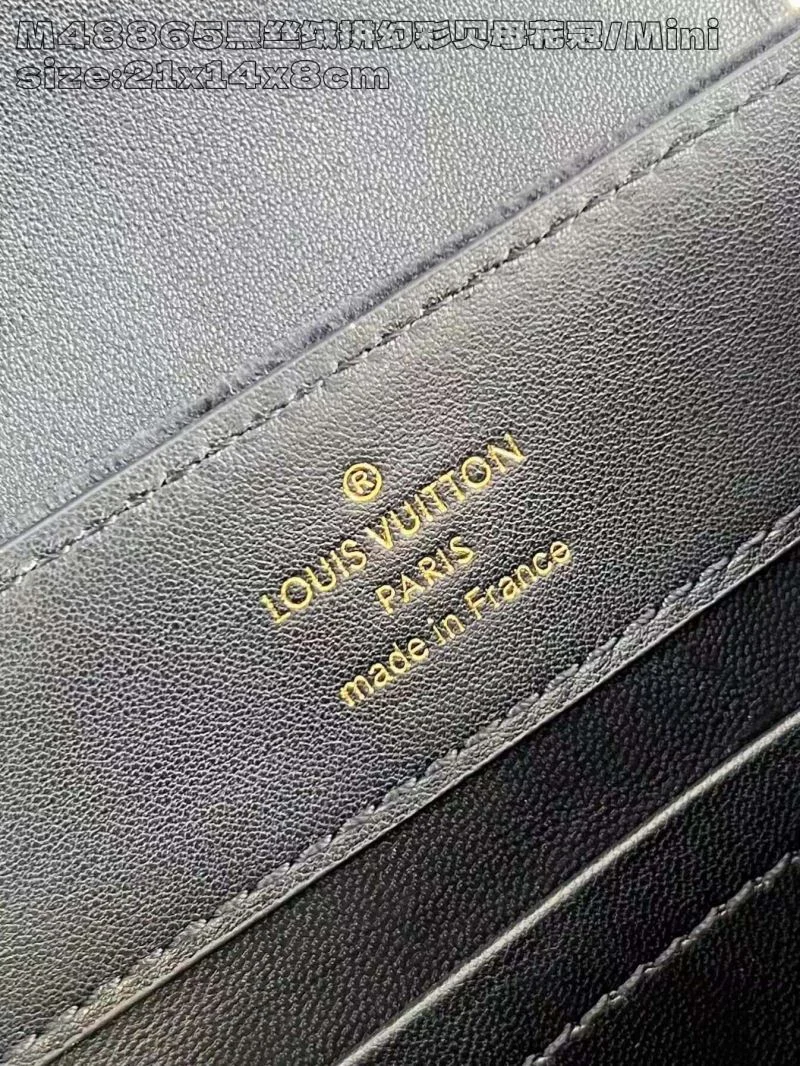 M48865黑丝绒拼幻彩贝母花冠/Mini
size:21x14x8cm
®
LOUIS VUITTON
PARIS
made in France